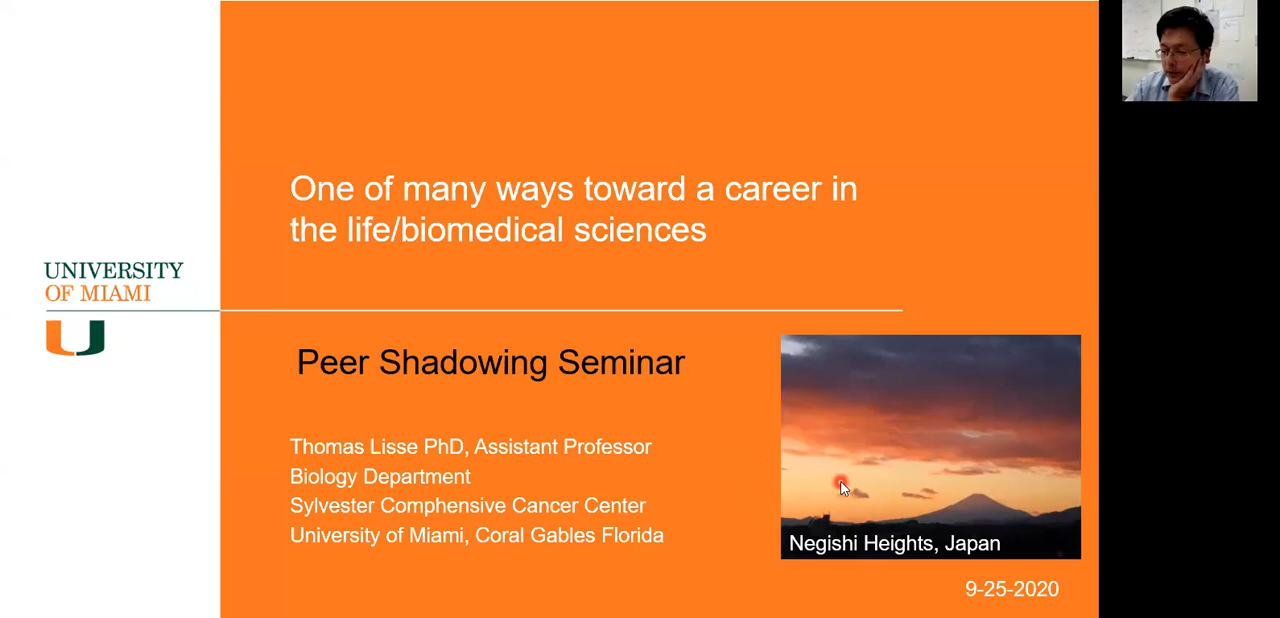 One of many ways toward a career in
the life/biomedical sciences
UNIVERSITY
OF MIAMI
Peer Shadowing Seminar
Thomas Lisse PhD, Assistant Professor
Biology Department
Sylvester Comphensive Cancer Center
University of Miami, Coral Gables Florida
Negishi Heights, Japan
9-25-2020